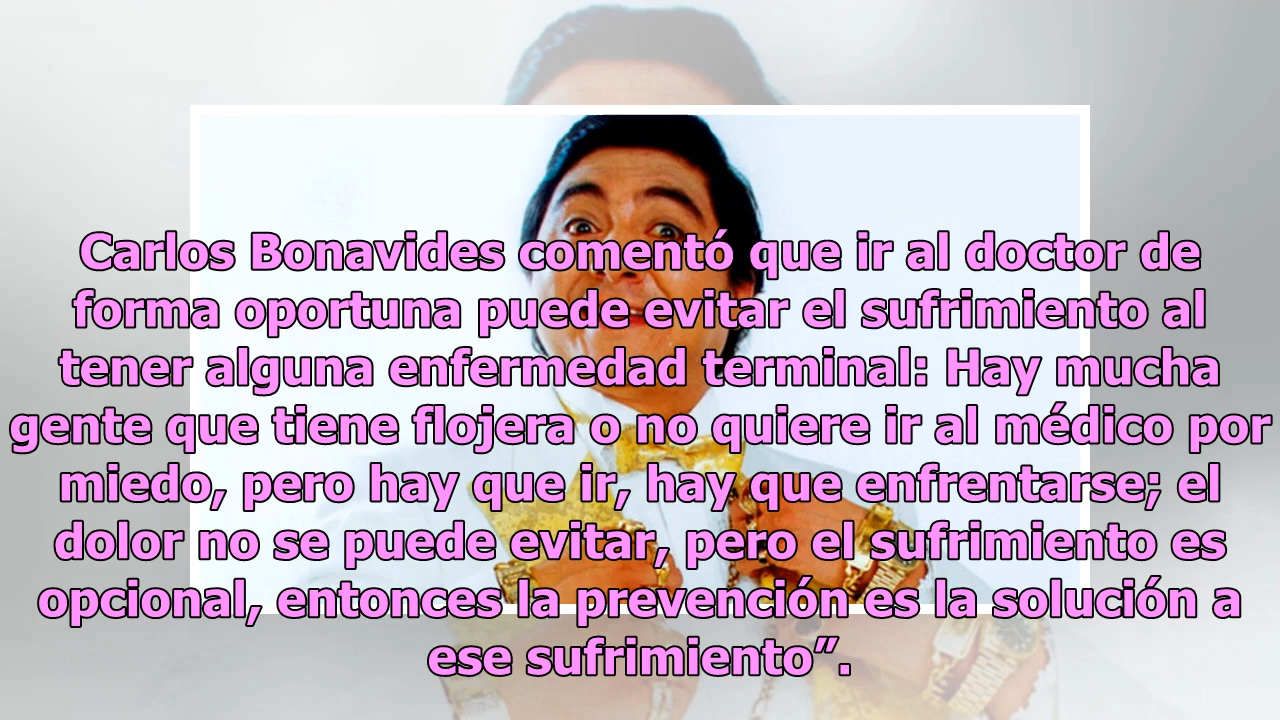 Carlos Bonavides comentó que ir al doctor de
forma oportuna puede evitar el sufrimiento al
tener alguna enfermedad terminal: Hay mucha
gente que tiene flojera o no quiere ir al médico por
miedo, pero hay que ir, hay que enfrentarse; el
dolor no se puede evitar, pero el sufrimiento es
opcional, entonces la prevención es la solución a
ese sufrimiento”.